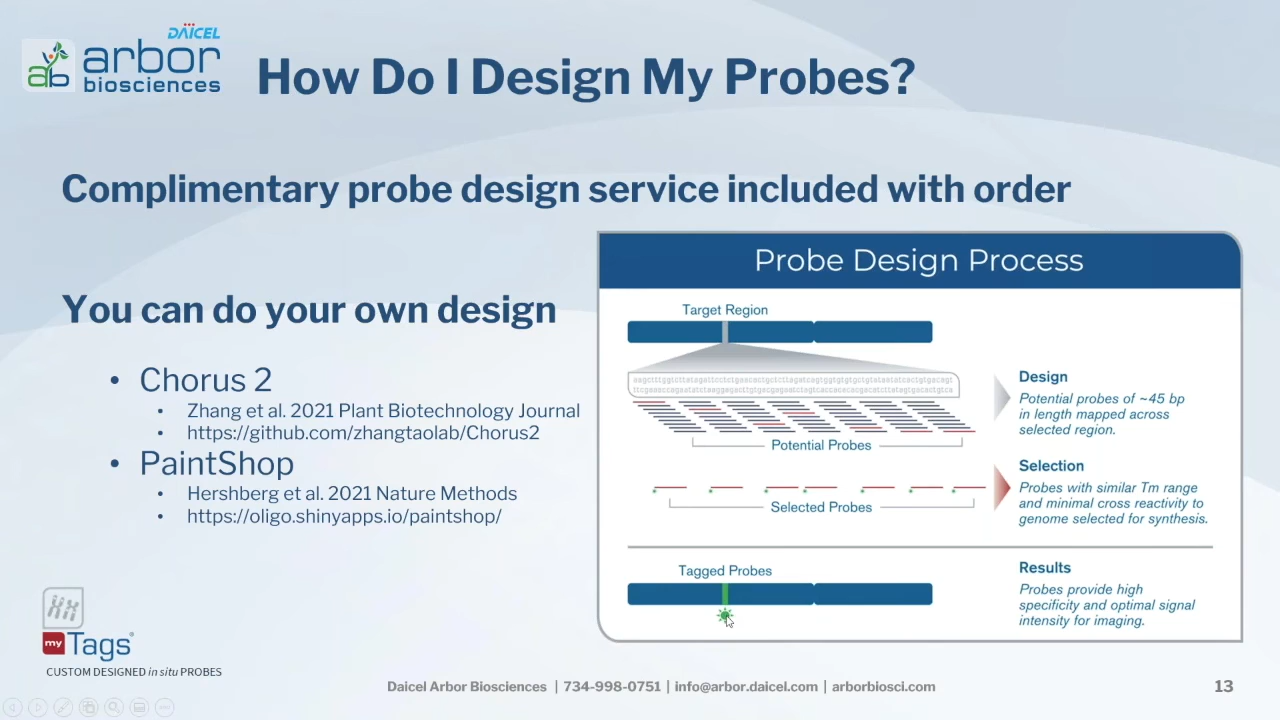 DAICEL
arbor
biosciences
ab
How Do I Design My Probes?
Complimentary probe design service included with order
You can do your own design
• Chorus 2
• Zhang et al. 2021 Plant Biotechnology Journal
• https://github.com/zhangtaolab/Chorus2
• PaintShop
• Hershberg et al. 2021 Nature Methods
• https://oligo.shinyapps.io/paintshop/
Probe Design Process
Target Region
Potential Probes
Design
Potential probes of ~45 bp
in length mapped across
selected region.
Selected Probes
Selection
Probes with similar Tm range
and minimal cross reactivity to
genome selected for synthesis.
Tagged Probes
Results
Probes provide high
specificity and optimal signal
intensity for imaging.
my Tags®
CUSTOM DESIGNED in situ PROBES
Daicel Arbor Biosciences | 734-998-0751 | info@arbor.daicel.com | arborbiosci.com
13